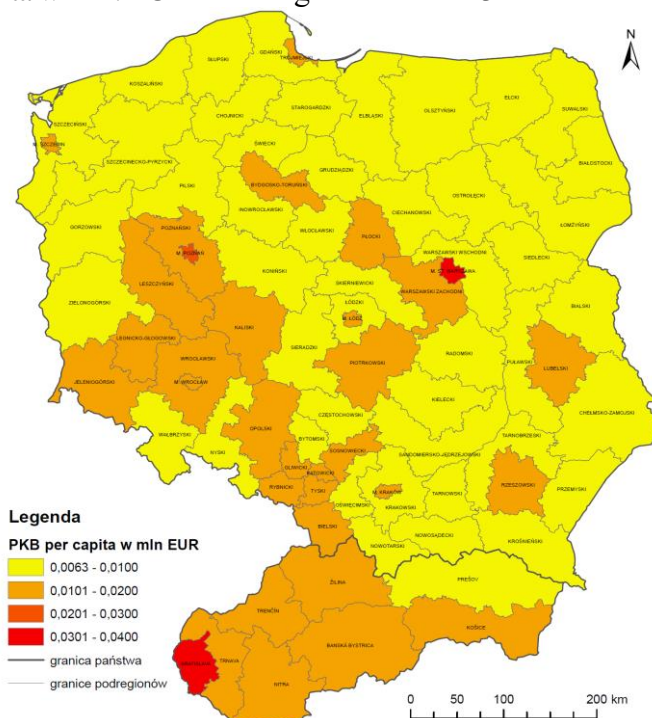 GDAŃSKI
TRÓJMIEJSKI
SŁUPSKI
KOSZALIŃSKI
STAROGARDZKI
ELBLĄSKI
OLSZTYŃSKI
EŁCKI
SUWALSKI
CHOJNICKI
SZCZECIŃSKI
M. SZCZECIN
ŚWIECKI
GRUDZIĄDZKI
BIAŁOSTOCKI
SZCZECINECKO-PYRZYCKI
PILSKI
BYDGOSKO-TORUŃSKI
OSTROŁĘCKI
INOWROCŁAWSKI
CIECHANOWSKI
ŁOMŻYŃSKI
GORZOWSKI
POZNAŃSKI
WŁOCŁAWSKI
PŁOCKI
M. POZNAŃ
WARSZAWSKI WSCHODNI
SIEDLECKI
KONIŃSKI
M. ST. WARSZAWA
LESZCZYŃSKI
SKIERNIEWICKI
WARSZAWSKI ZACHODNI
ZIELONOGÓRSKI
ŁÓDZKI
BIALSKI
M. ŁÓDŹ
KALISKI
LEGNICKO-GŁOGOWSKI
SIERADZKI
RADOMSKI
WROCŁAWSKI
PIOTRKOWSKI
PUŁAWSKI
LUBELSKI
JELENIOGÓRSKI
M. WROCŁAW
KIELECKI
CHEŁMSKO-ZAMOJSKI
CZĘSTOCHOWSKI
OPOLSKI
WAŁBRZYSKI
BYTOMSKI
TARNOBRZESKI
NYSKI
SOSNOWIECKI
SANDOMIERSKO-JĘDRZEJOWSKI
GLIWICKI
KATOWICKI
RYBNICKI
TYSKI
M. KRAKÓW
RZESZOWSKI
OŚWIĘCIMSKI
KRAKOWSKI
TARNOWSKI
PRZEMYSKI
BIELSKI
NOWOSĄDECKI
KROŚNIEŃSKI
NOWOTARSKI
PREŠOV
ŽILINA
TRENČÍN
KOŠICE
BANSKÁ BYSTRICA
BRATISLAVA
TRNAVA
NITRA
N
Legenda
PKB per capita w mln EUR
0,0063 - 0,0100
0,0101 - 0,0200
0,0201 - 0,0300
0,0301 - 0,0400
granica państwa
granice podregionów
0 50 100 200 km